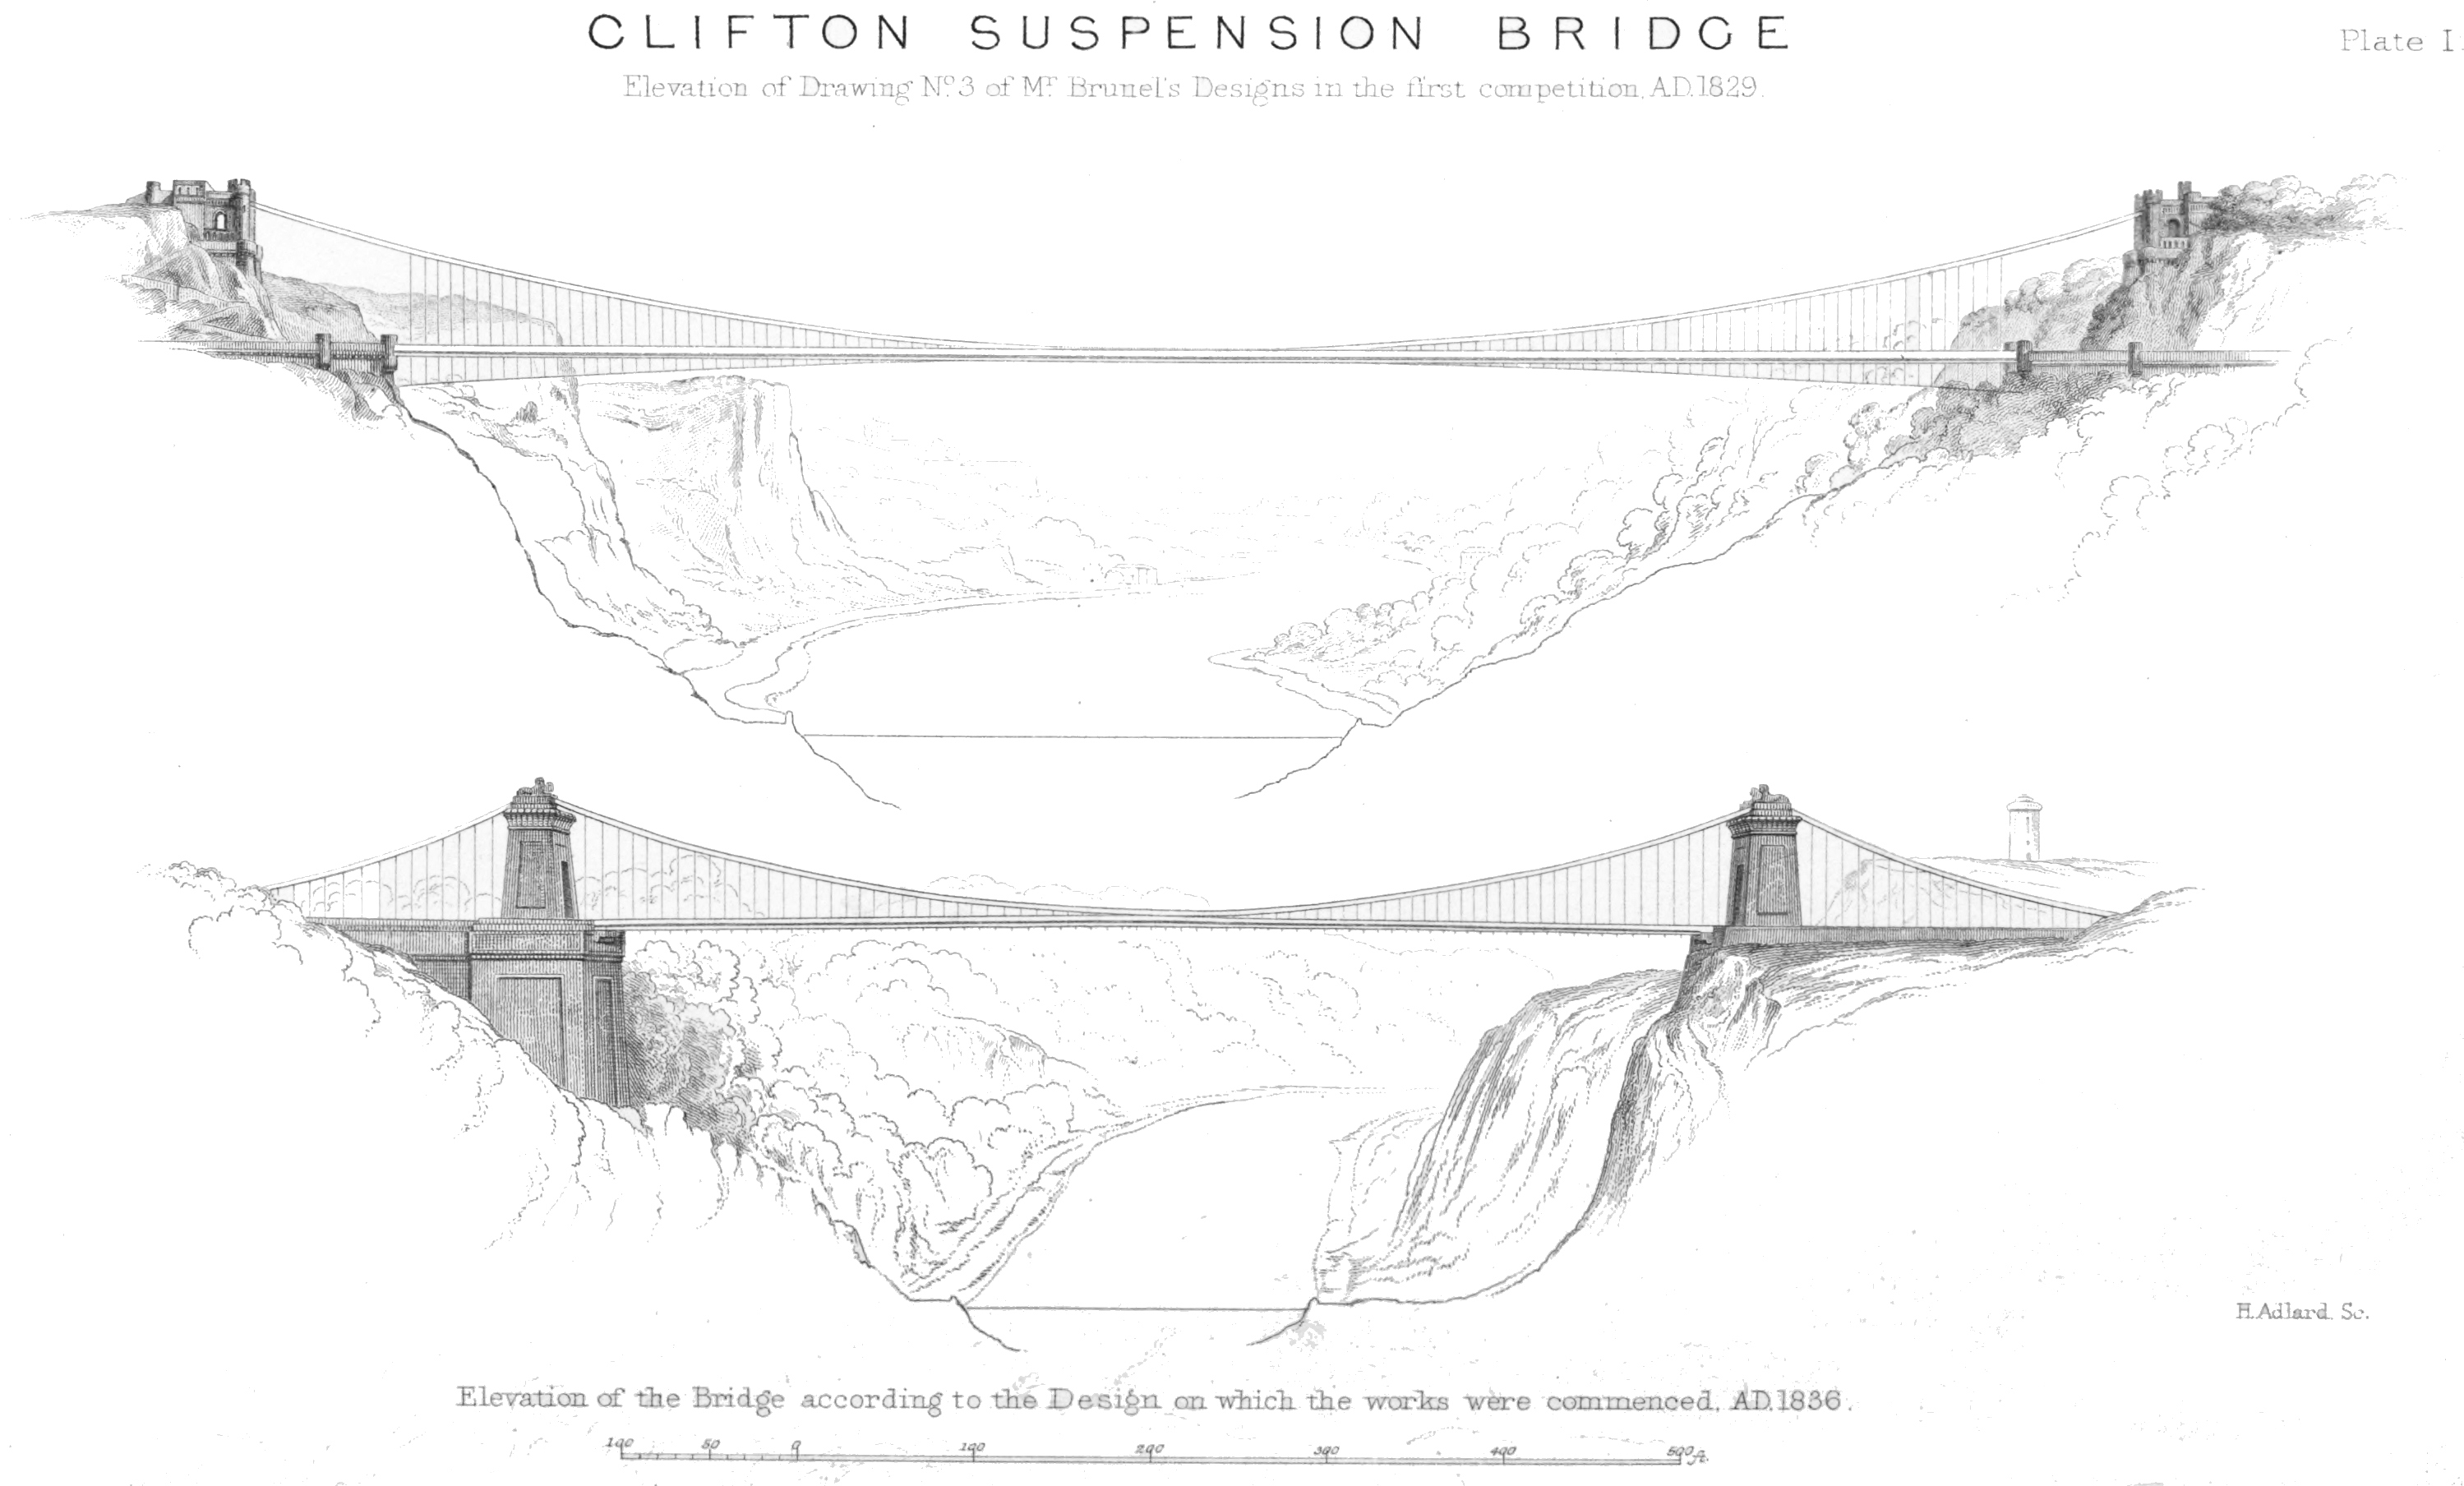 CLIFTON SUSPENSION BRIDGE
Plate I.
Elevation of Drawing Nº 3 of Mʳ Brunel's Designs in the first competition, A.D. 1829.
H. Adlard. Sc.
Elevation of the Bridge according to the Design on which the works were commenced, AD. 1836.
100 50 0 100 200 300 400 500 ft.